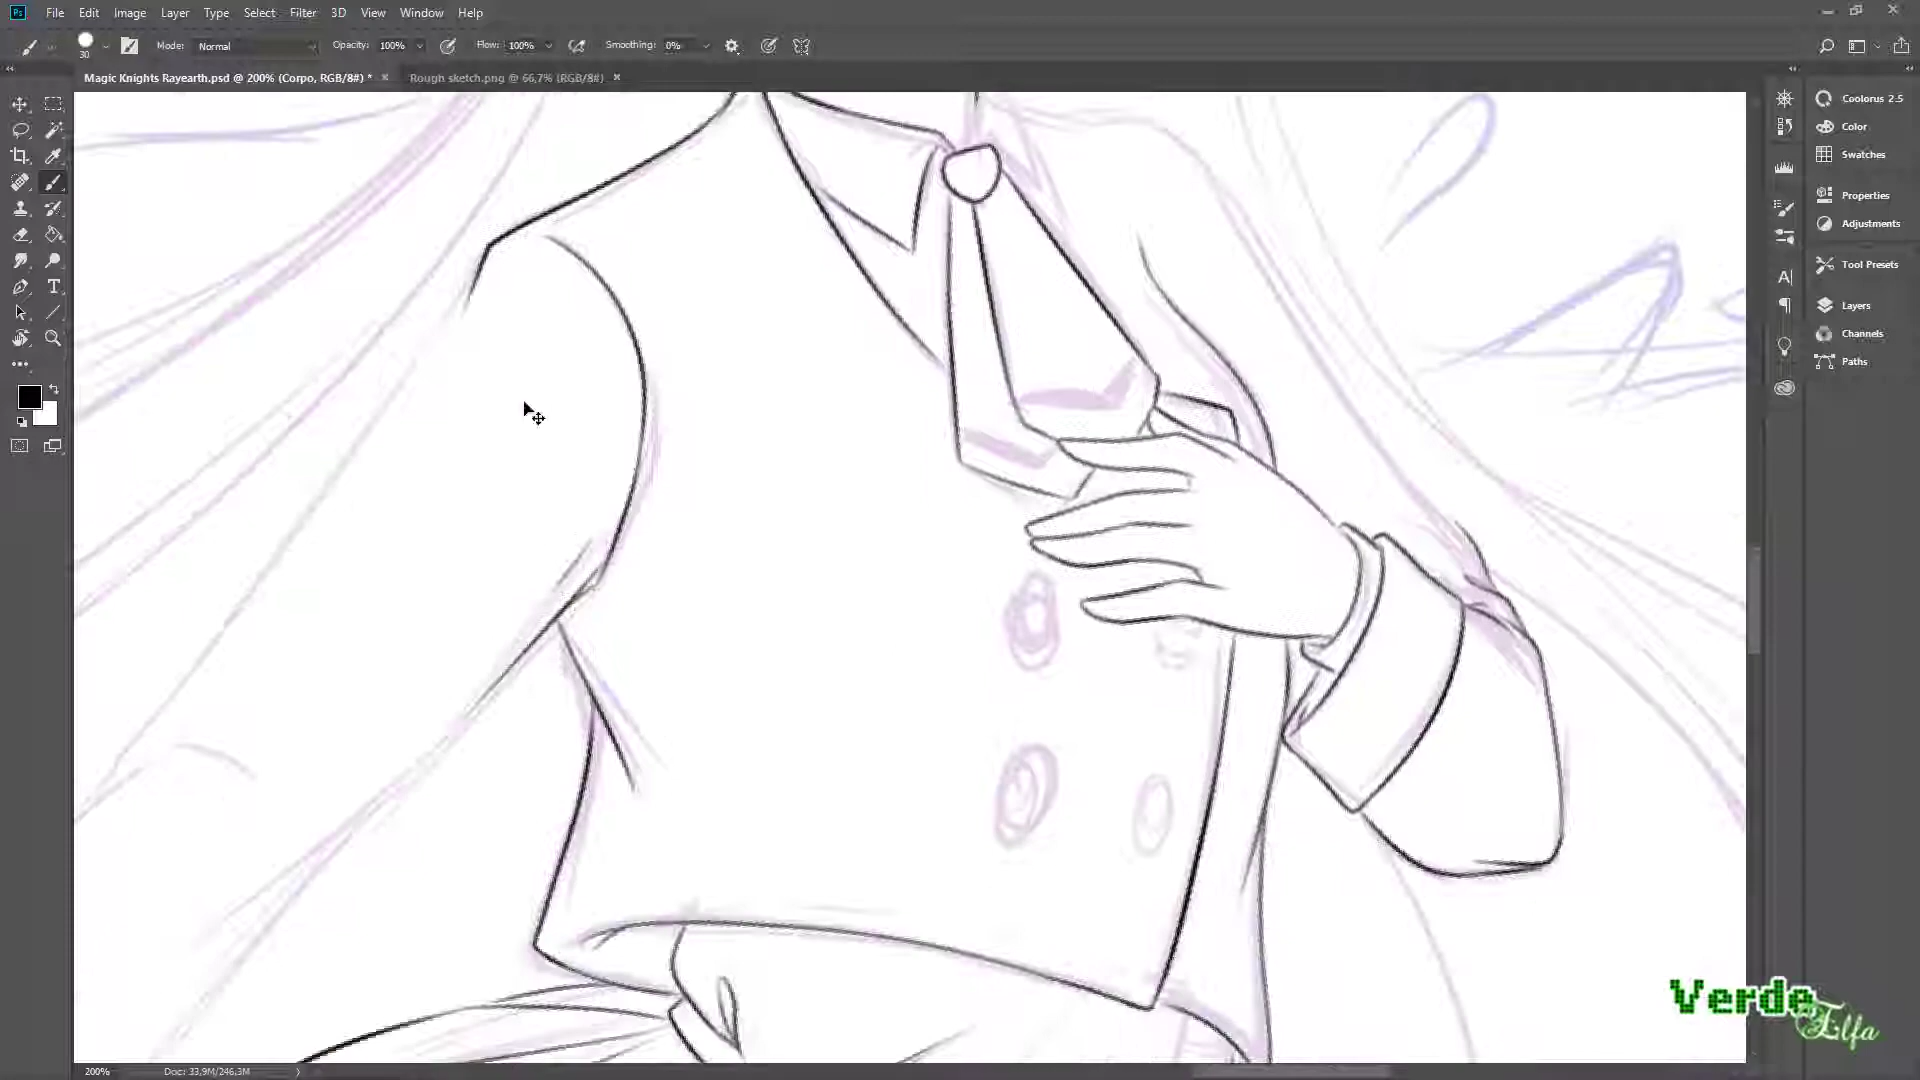 Ps File Edit Image Layer Type Select Filter 3D View Window Help
30 Mode: Normal Opacity: 100% Flow: 100% Smoothing: 0%
Magic Knights Rayearth.psd @ 200% (Corpo, RGB/8#) * × Rough sketch.png @ 66,7% (RGB/8#) ×
Coolorus 2.5
Color
Swatches
Properties
Adjustments
Tool Presets
Layers
Channels
Paths
Verde
Elfa
200% Doc: 33,9M/246,3M